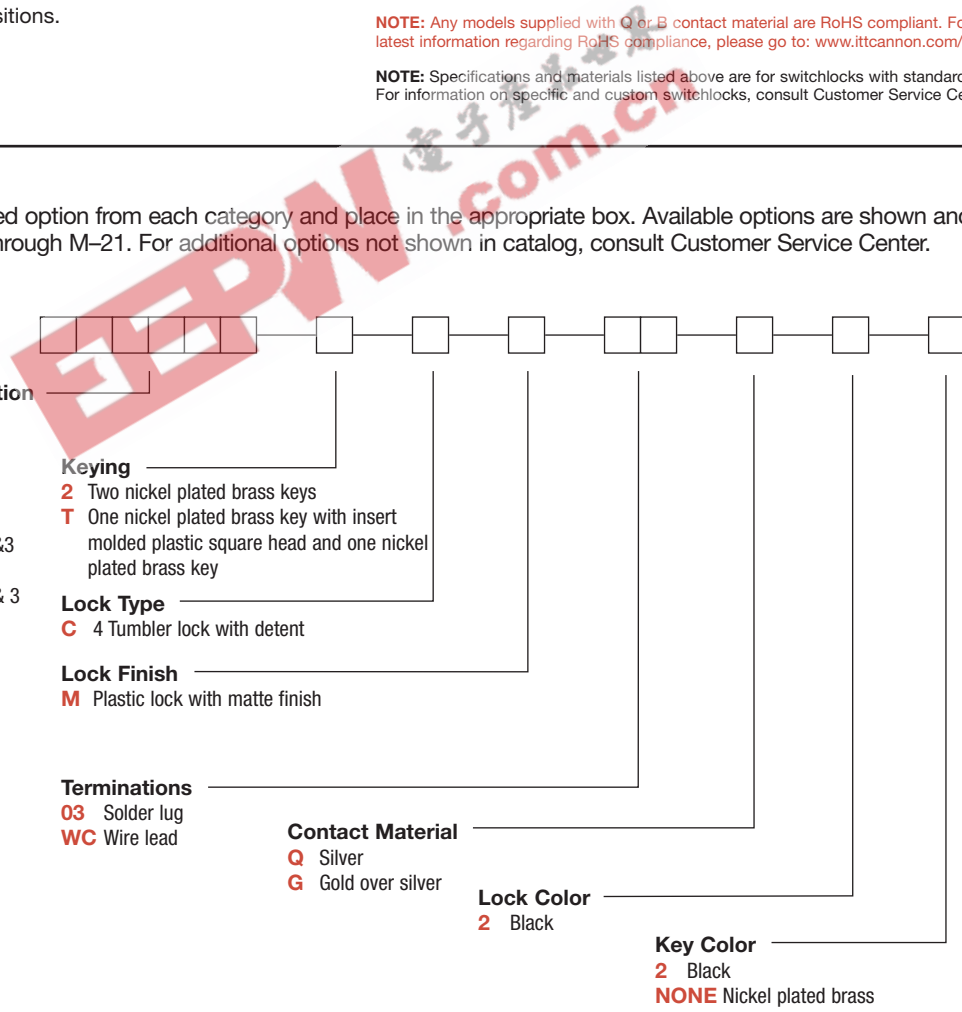 sitions.
NOTE: Any models supplied with Q or B contact material are RoHS compliant. Fo
latest information regarding RoHS compliance, please go to: www.ittcannon.com/
NOTE: Specifications and materials listed above are for switchlocks with standard
For information on specific and custom switchlocks, consult Customer Service Ce
電子產品世界
EEPW.com.cn
ed option from each category and place in the appropriate box. Available options are shown and
hrough M–21. For additional options not shown in catalog, consult Customer Service Center.
tion
Keying
2 Two nickel plated brass keys
T One nickel plated brass key with insert
molded plastic square head and one nickel
plated brass key
&3
& 3
Lock Type
C 4 Tumbler lock with detent
Lock Finish
M Plastic lock with matte finish
Terminations
03 Solder lug
WC Wire lead
Contact Material
Q Silver
G Gold over silver
Lock Color
2 Black
Key Color
2 Black
NONE Nickel plated brass